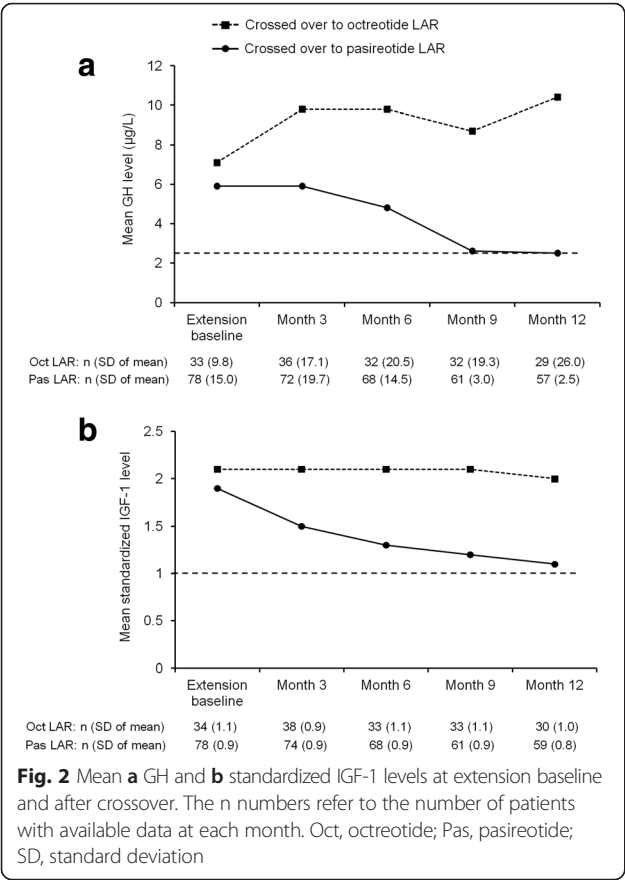 Crossed over to octreotide LAR
Crossed over to pasireotide LAR
a
12
10
8
6
4
2
0
Mean GH level (µg/L)
Extension baseline
Month 3
Month 6
Month 9
Month 12
Oct LAR: n (SD of mean) 33 (9.8) 36 (17.1) 32 (20.5) 32 (19.3) 29 (26.0)
Pas LAR: n (SD of mean) 78 (15.0) 72 (19.7) 68 (14.5) 61 (3.0) 57 (2.5)
b
2.5
2
1.5
1
0.5
0
Mean standardized IGF-1 level
Extension baseline
Month 3
Month 6
Month 9
Month 12
Oct LAR: n (SD of mean) 34 (1.1) 38 (0.9) 33 (1.1) 33 (1.1) 30 (1.0)
Pas LAR: n (SD of mean) 78 (0.9) 74 (0.9) 68 (0.9) 61 (0.9) 59 (0.8)
Fig. 2 Mean a GH and b standardized IGF-1 levels at extension baseline
and after crossover. The n numbers refer to the number of patients
with available data at each month. Oct, octreotide; Pas, pasireotide;
SD, standard deviation